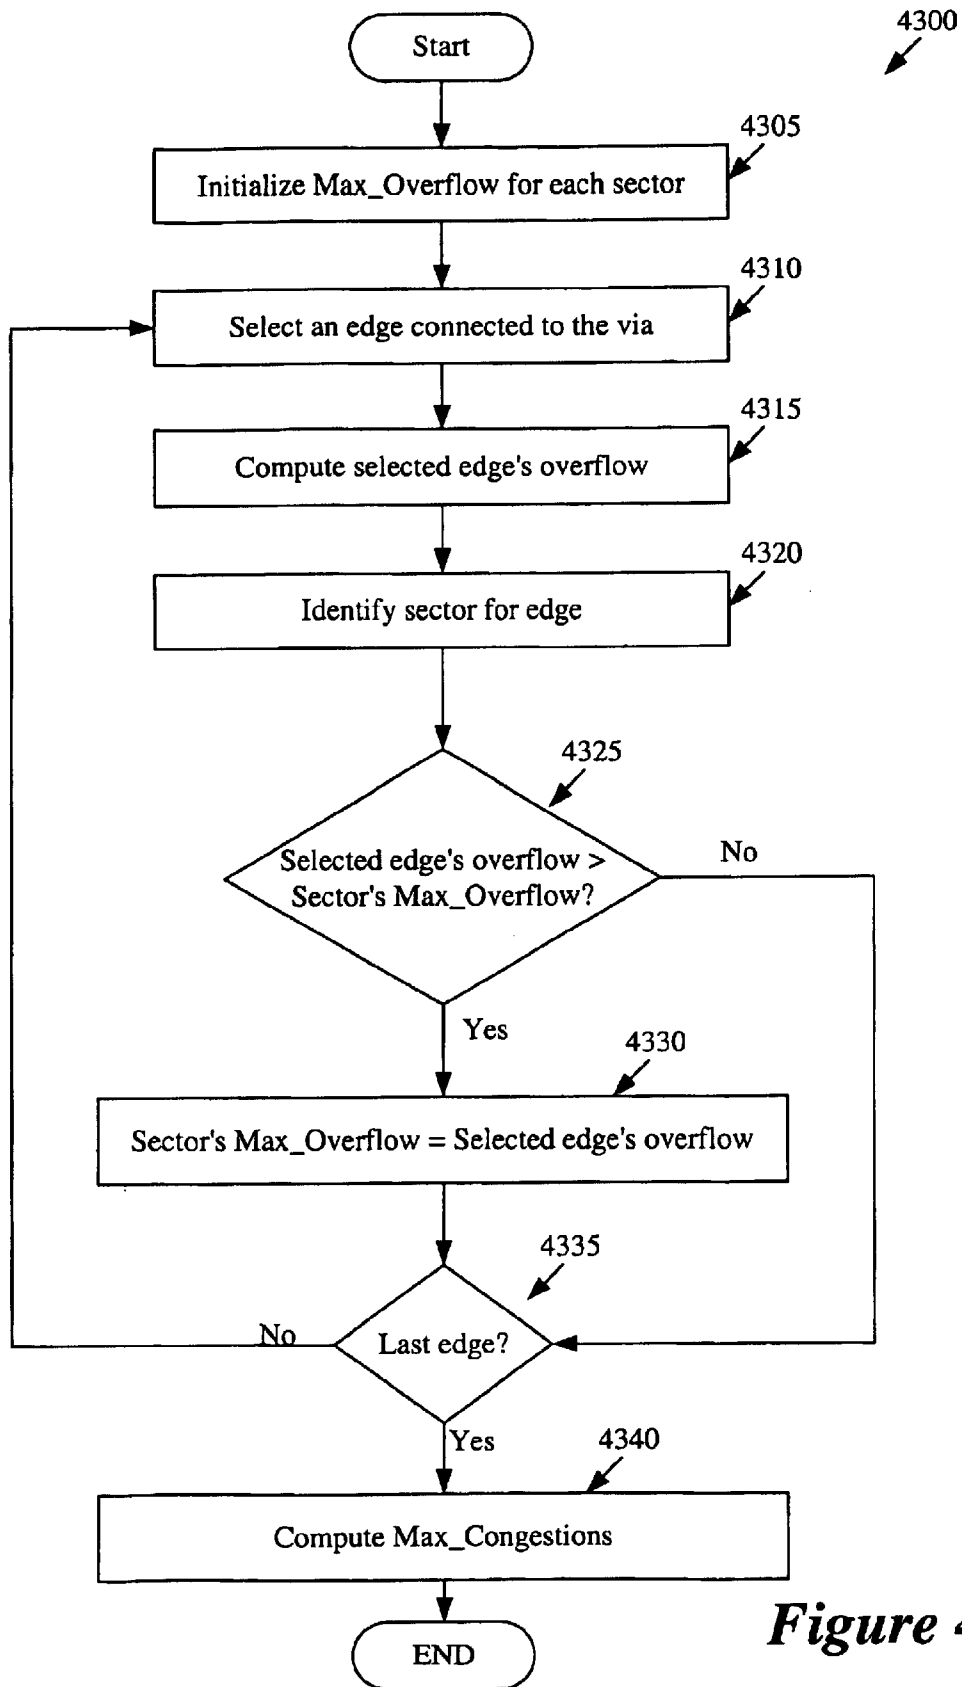 4300
Start
4305
Initialize Max_Overflow for each sector
4310
Select an edge connected to the via
4315
Compute selected edge's overflow
4320
Identify sector for edge
4325
Selected edge's overflow >
Sector's Max_Overflow?
No
Yes
4330
Sector's Max_Overflow = Selected edge's overflow
4335
Last edge?
No
Yes
4340
Compute Max_Congestions
END
Figure 4